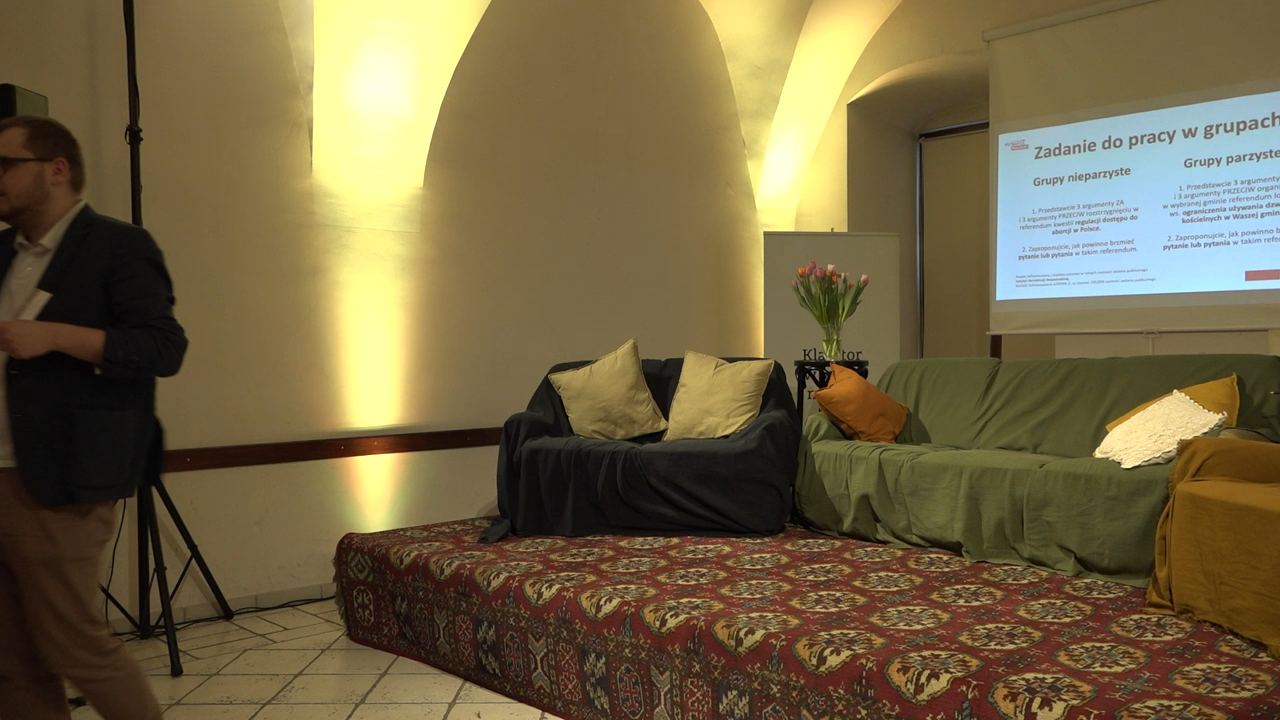 Zadanie do pracy w grupach
Grupy nieparzyste
1. Przedstawcie 3 argumenty ZA
i 3 argumenty PRZECIW rozstrzygnięciu w
referendum kwestii regulacji dostępu do
aborcji w Polsce.
2. Zaproponujcie, jak powinno brzmieć
pytanie lub pytania w takim referendum.
Grupy parzyste
1. Przedstawcie 3 argumenty
i 3 argumenty PRZECIW
w wybranej gminie referendum
ws. ograniczenia używania
kościelnych w Waszej
2. Zaproponujcie, jak powinno
pytanie lub pytania w takim